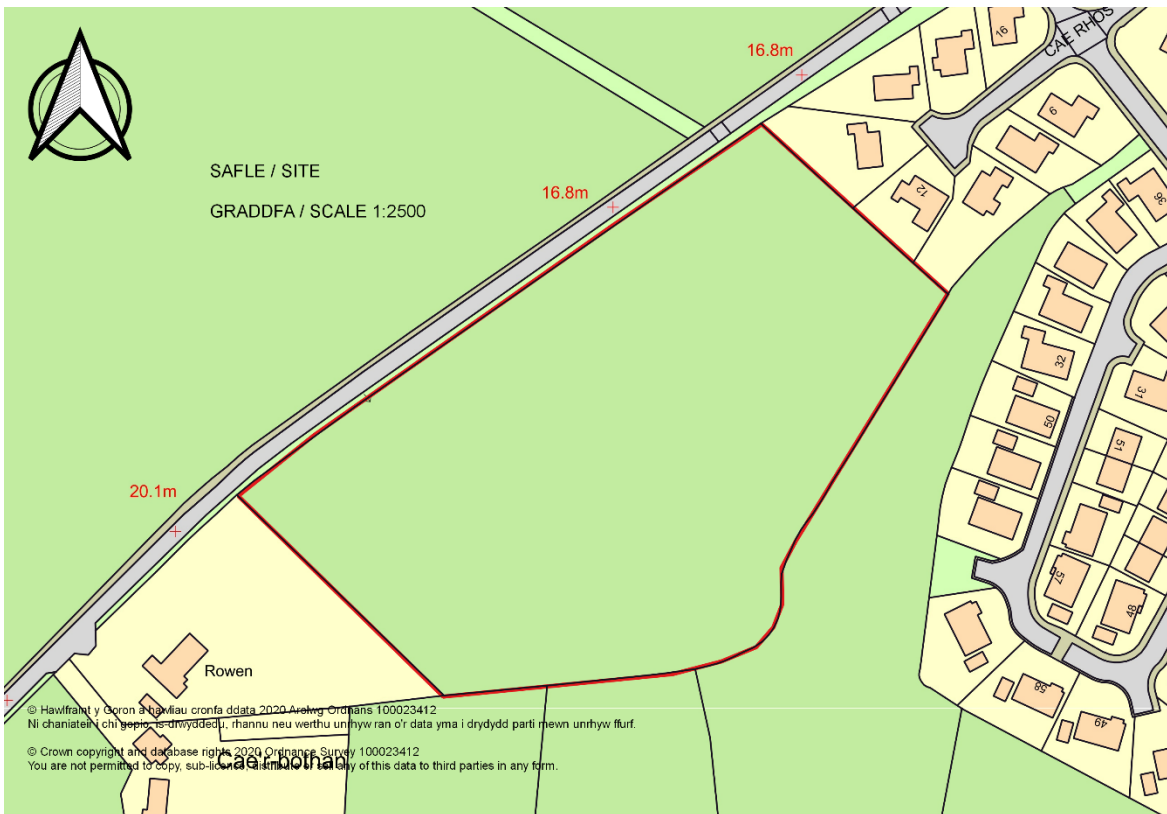 16.8m
CAE RHOS
16
6
SAFLE / SITE
16.8m
12
36
GRADDFA / SCALE 1:2500
32
31
50
51
20.1m
57
48
Rowen
58
49
© Hawlfraint y Goron a hawliau cronfa ddata 2020 Arolwg Ordnans 100023412
Ni chaniateir i chi gopio, is-drwyddedu, rhannu neu werthu unrhyw ran o'r data yma i drydydd parti mewn unrhyw ffurf.
© Crown copyright and database rights 2020 Ordnance Survey 100023412
Cae'r-bothan
You are not permitted to copy, sub-licence, distribute or sell any of this data to third parties in any form.